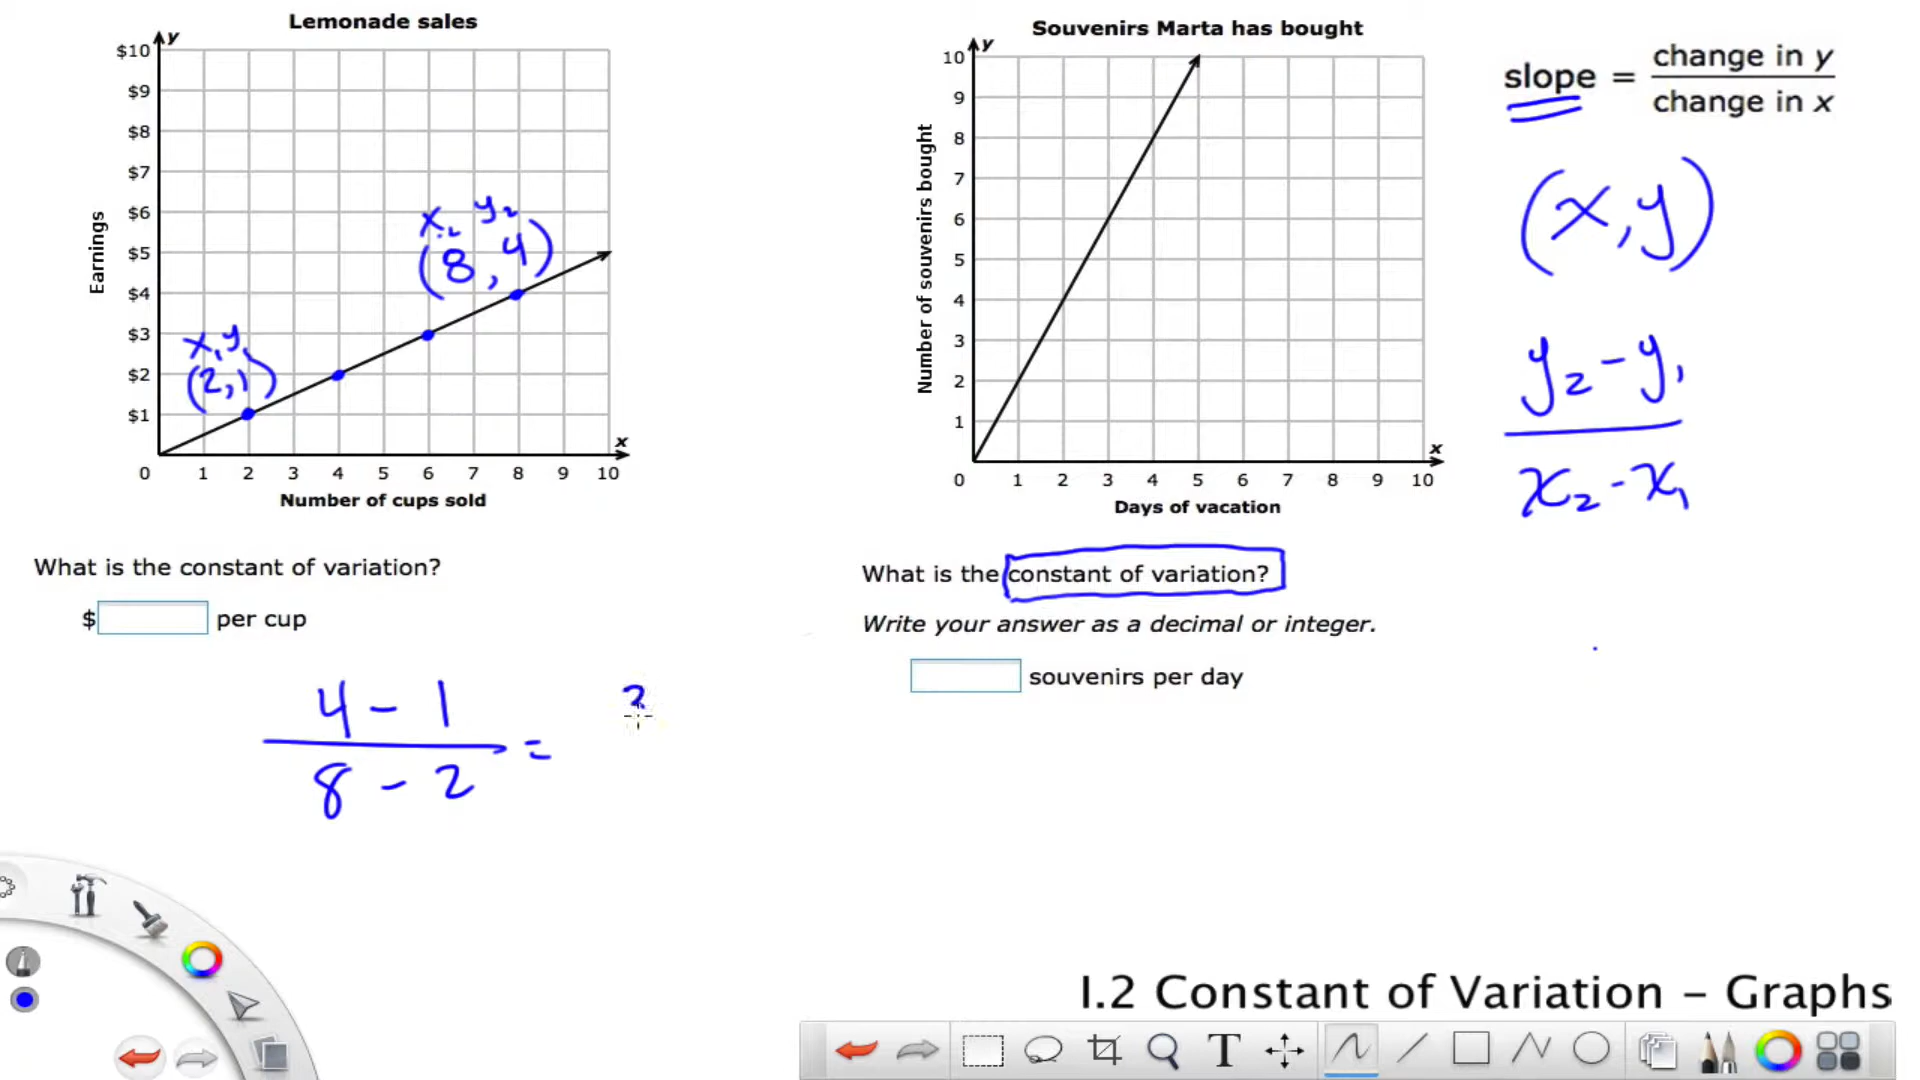 Lemonade sales
y
$10
$9
$8
$7
$6
$5
$4
$3
$2
$1
0 1 2 3 4 5 6 7 8 9 10
x
Earnings
Number of cups sold
x₂ y₂
(8, 4)
x₁ y₁
(2, 1)
What is the constant of variation?
$ per cup
4 - 1
8 - 2
=
3
Souvenirs Marta has bought
y
10
9
8
7
6
5
4
3
2
1
0 1 2 3 4 5 6 7 8 9 10
x
Number of souvenirs bought
Days of vacation
What is the constant of variation?
Write your answer as a decimal or integer.
souvenirs per day
slope = change in y
change in x
(x, y)
y₂ - y₁
x₂ - x₁
I.2 Constant of Variation – Graphs
T